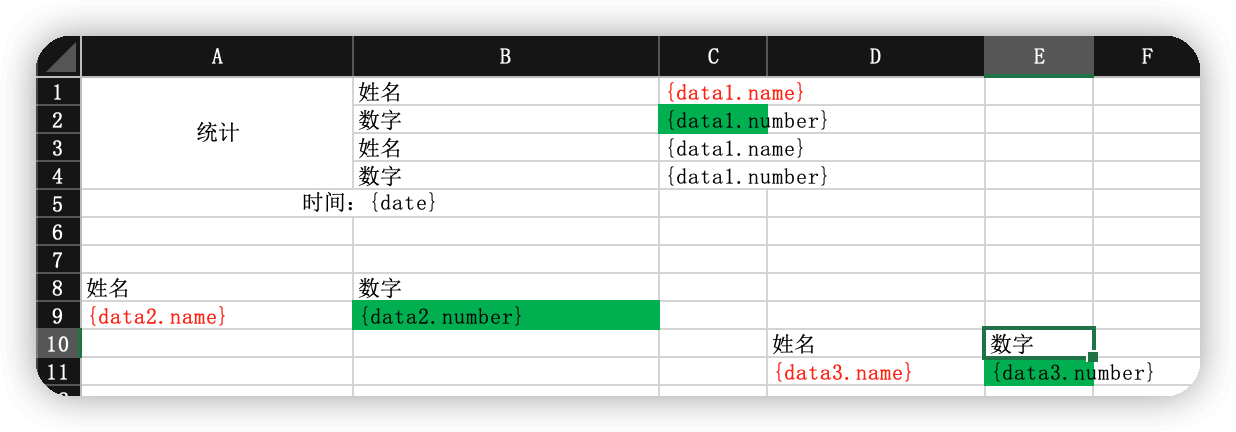 A B C D E F
1 姓名 {data1.name}
2 数字 {data1.number}
统计
3 姓名 {data1.name}
4 数字 {data1.number}
5 时间：{date}
6
7
8 姓名 数字
9 {data2.name} {data2.number}
10 姓名 数字
11 {data3.name} {data3.number}